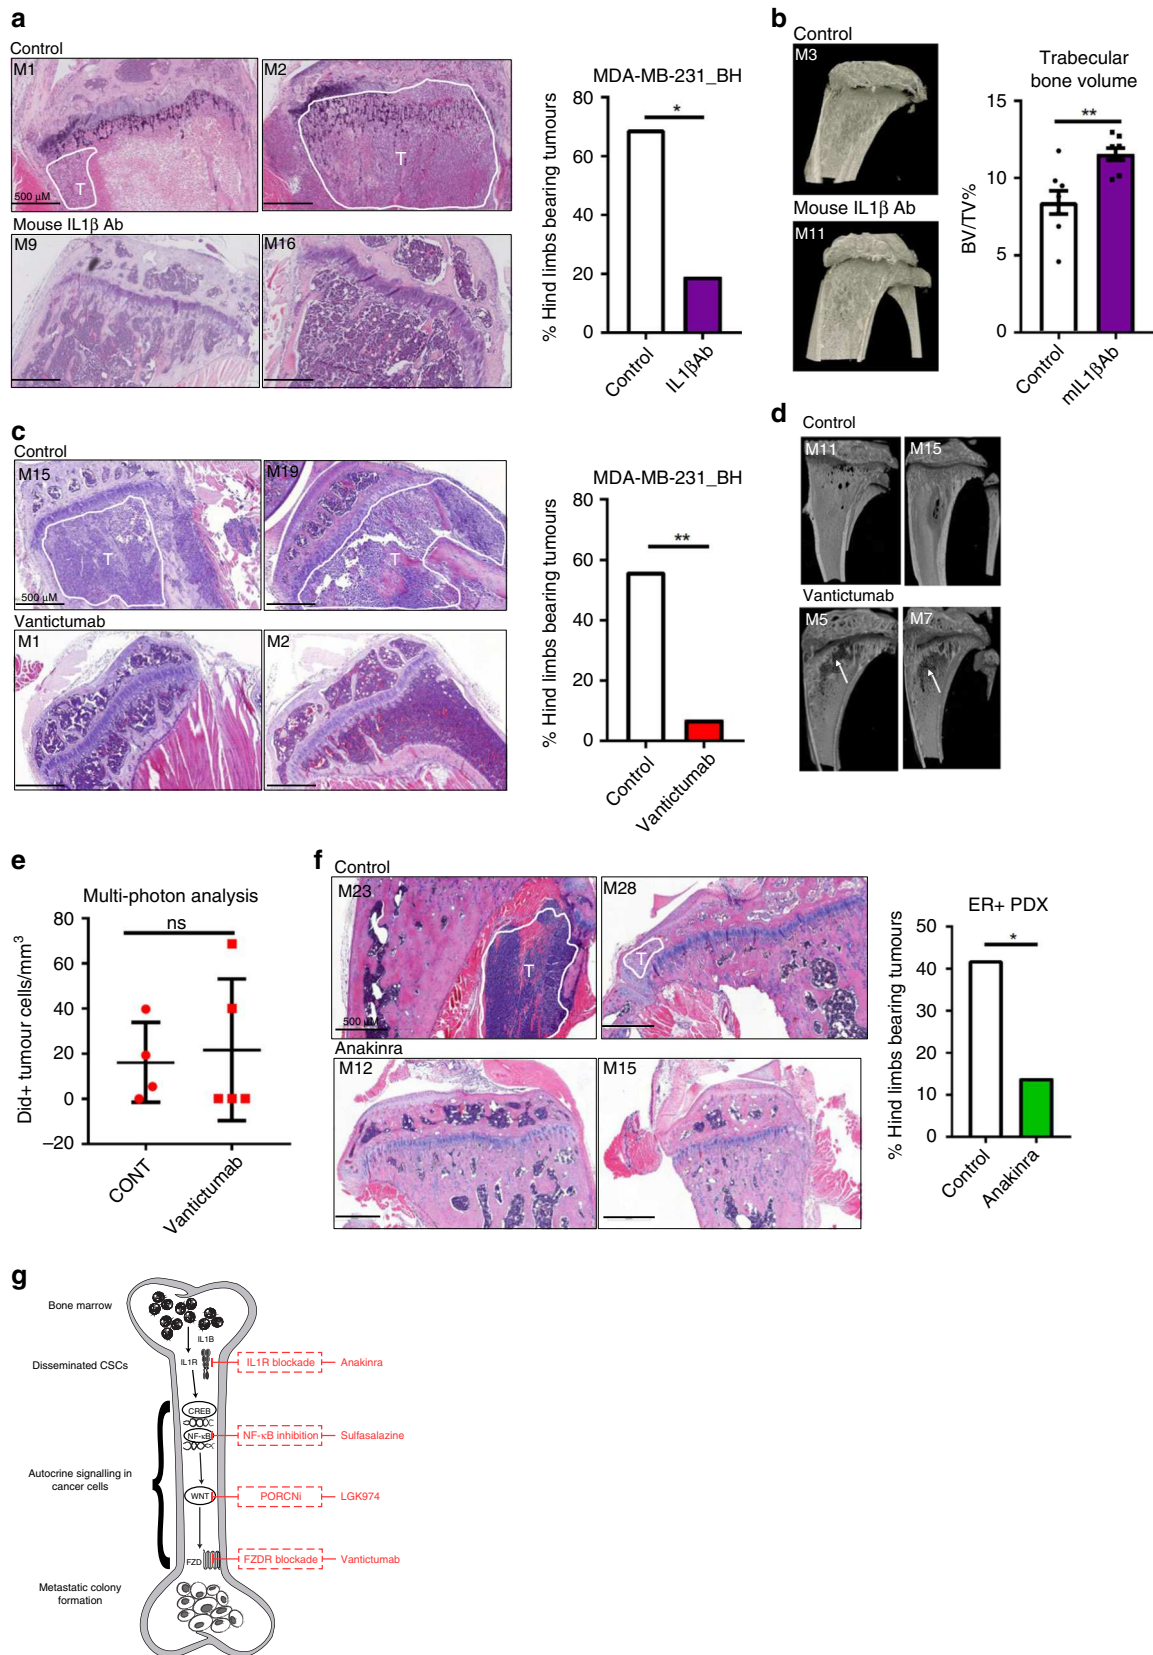 a
Control
M1
T
500 µM
M2
T
Mouse IL1β Ab
M9
M16
MDA-MB-231_BH
% Hind limbs bearing tumours
80
60
40
20
0
*
Control
IL1βAb
b
Control
M3
Mouse IL1β Ab
M11
Trabecular
bone volume
BV/TV%
15
10
5
0
**
Control
mIL1βAb
c
Control
M15
T
500 µM
M19
T
Vantictumab
M1
M2
MDA-MB-231_BH
% Hind limbs bearing tumours
80
60
40
20
0
**
Control
Vantictumab
d
Control
M11
M15
Vantictumab
M5
M7
e
Multi-photon analysis
Did+ tumour cells/mm³
80
60
40
20
0
−20
ns
CONT
Vantictumab
f
Control
M23
T
500 µM
M28
T
Anakinra
M12
M15
ER+ PDX
% Hind limbs bearing tumours
50
40
30
20
10
0
*
Control
Anakinra
g
Bone marrow
IL1B
Disseminated CSCs
IL1R
IL1R blockade
Anakinra
CREB
NF-κB
NF-κB inhibition
Sulfasalazine
Autocrine signalling in
cancer cells
WNT
PORCNi
LGK974
FZD
FZDR blockade
Vantictumab
Metastatic colony
formation